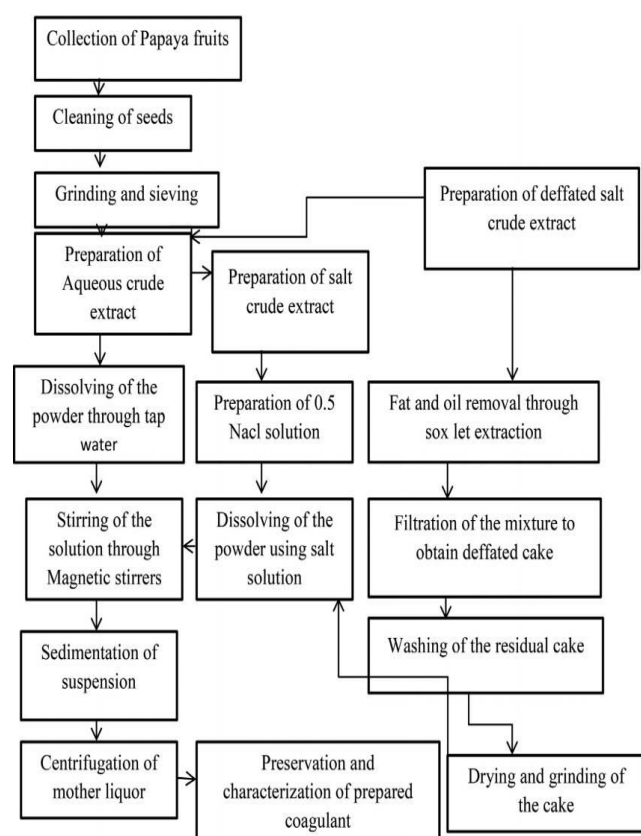 Collection of Papaya fruits
Cleaning of seeds
Grinding and sieving
Preparation of deffated salt
crude extract
Preparation of
Aqueous crude
extract
Preparation of salt
crude extract
Dissolving of the
powder through tap
water
Preparation of 0.5
Nacl solution
Fat and oil removal through
sox let extraction
Stirring of the
solution through
Magnetic stirrers
Dissolving of the
powder using salt
solution
Filtration of the mixture to
obtain deffated cake
Sedimentation of
suspension
Washing of the residual cake
Centrifugation of
mother liquor
Preservation and
characterization of prepared
coagulant
Drying and grinding of
the cake